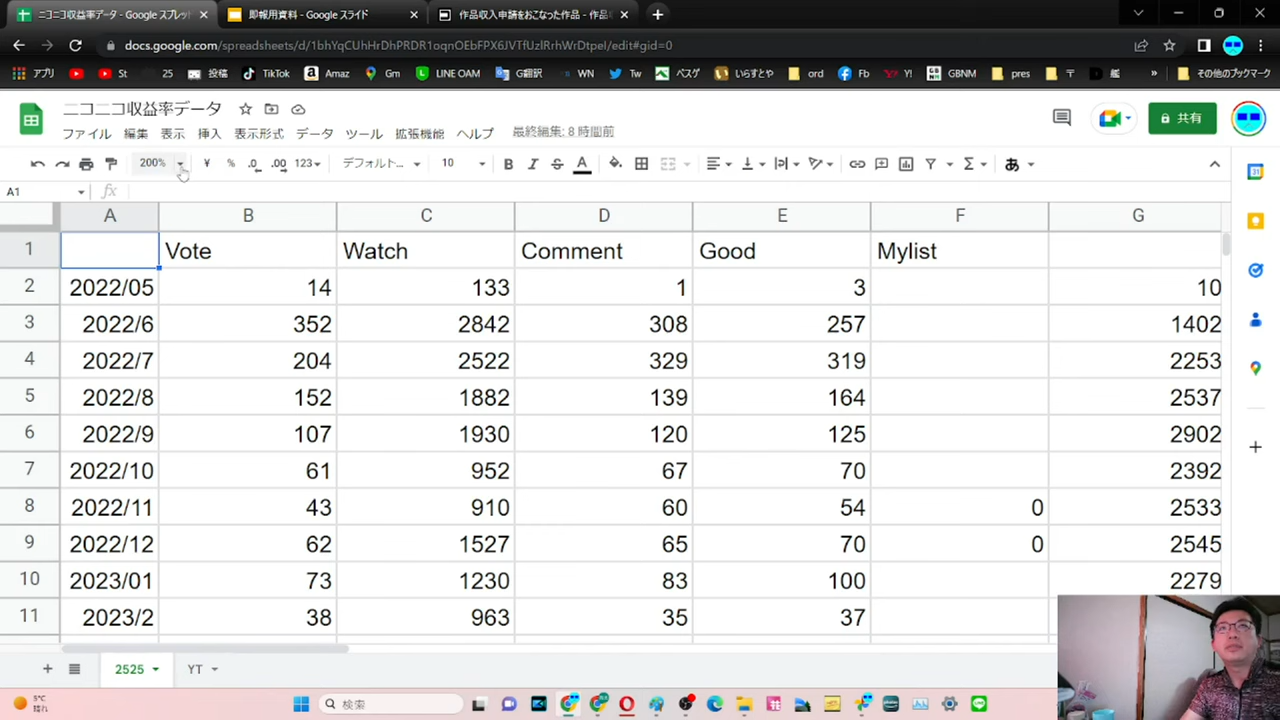 ニコニコ収益率データ - Google スプレッ
即報用資料 - Google スライド
作品収入申請をおこなった作品 - 作品
docs.google.com/spreadsheets/d/1bhYqCUhHrDhPRDR1oqnOEbFPX6JVTfUzIRrhWrDtpeI/edit#gid=0
アプリ St 25 投稿 TikTok Amaz Gm LINE OAM G翻訳 WN Tw ベスゲ いらすとや ord Fb Y! GBNM pres 〒 艦 » その他のブックマーク
ニコニコ収益率データ
ファイル 編集 表示 挿入 表示形式 データ ツール 拡張機能 ヘルプ 最終編集: 8 時間前
共有
200% ¥ % .0 .00 123 デフォルト... 10 B I S A あ
A1 fx
A B C D E F G
1 Vote Watch Comment Good Mylist
2 2022/05 14 133 1 3 10
3 2022/6 352 2842 308 257 1402
4 2022/7 204 2522 329 319 2253
5 2022/8 152 1882 139 164 2537
6 2022/9 107 1930 120 125 2902
7 2022/10 61 952 67 70 2392
8 2022/11 43 910 60 54 0 2533
9 2022/12 62 1527 65 70 0 2545
10 2023/01 73 1230 83 100 2279
11 2023/2 38 963 35 37
2525 YT
5°C
晴れ
検索